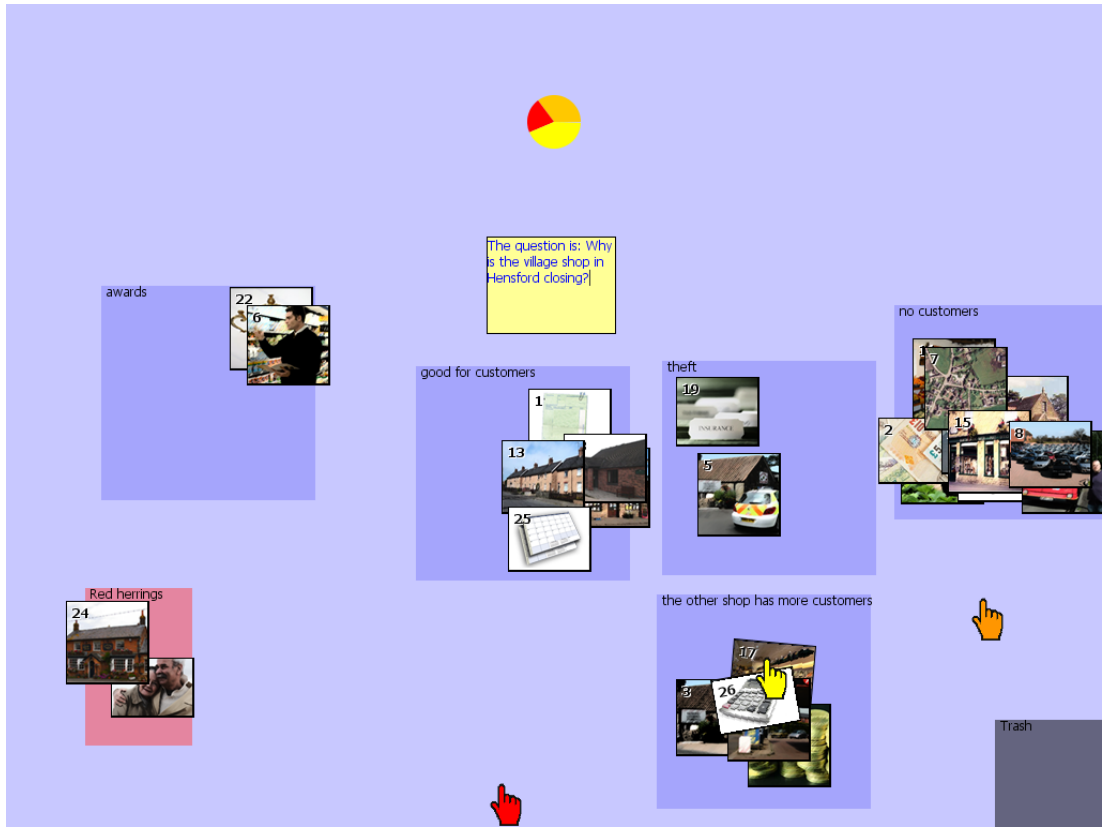 The question is: Why
is the village shop in
Hensford closing?
awards
22
6
no customers
7
2
15
8
good for customers
1
13
25
theft
19
INSURANCE
5
Red herrings
24
the other shop has more customers
17
3
26
Trash